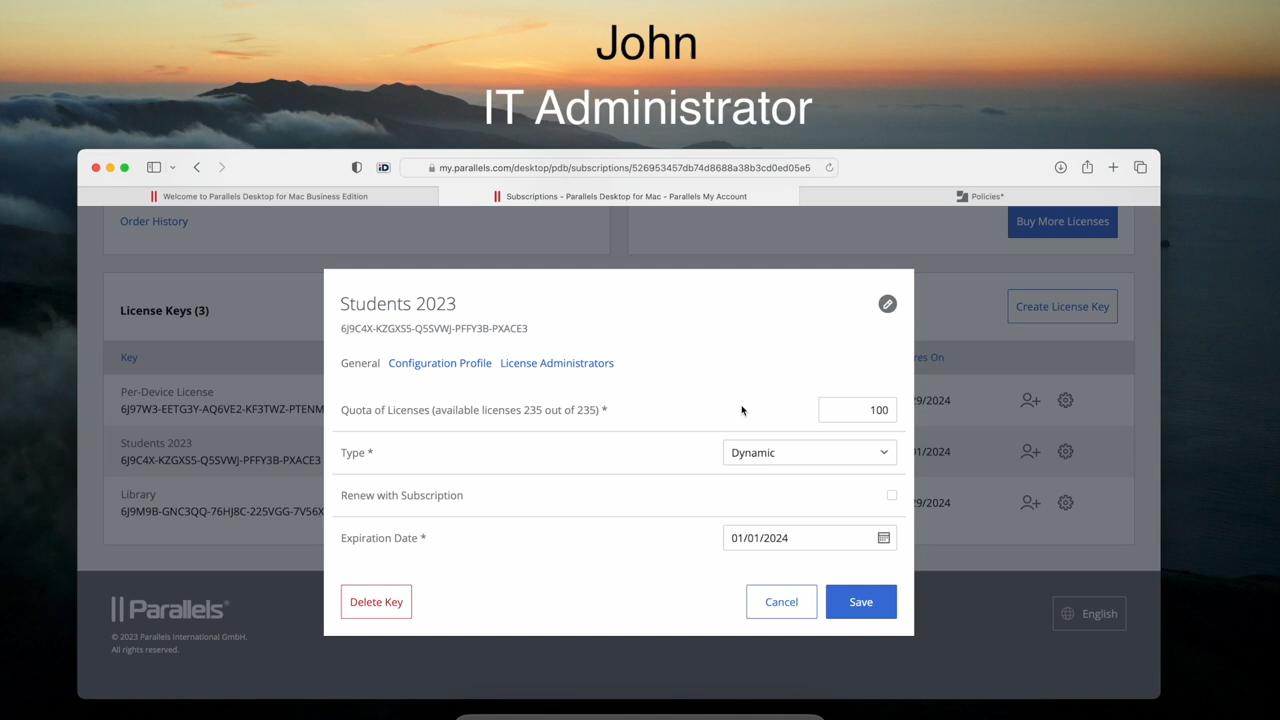 John
IT Administrator
my.parallels.com/desktop/pdb/subscriptions/526953457db74d8688a38b3cd0ed05e5
Welcome to Parallels Desktop for Mac Business Edition
Subscriptions – Parallels Desktop for Mac – Parallels My Account
Policies*
Order History
Buy More Licenses
License Keys (3)
Create License Key
Key
res On
Per-Device License
6J97W3-EETG3Y-AQ6VE2-KF3TWZ-PTENM
9/2024
Students 2023
6J9C4X-KZGXS5-Q5SVWJ-PFFY3B-PXACE3
1/2024
Library
6J9M9B-GNC3QQ-76HJ8C-225VGG-7V56X
9/2024
Students 2023
6J9C4X-KZGXS5-Q5SVWJ-PFFY3B-PXACE3
General Configuration Profile License Administrators
Quota of Licenses (available licenses 235 out of 235) *
100
Type *
Dynamic
Renew with Subscription
Expiration Date *
01/01/2024
Delete Key
Cancel
Save
Parallels®
© 2023 Parallels International GmbH.
All rights reserved.
English